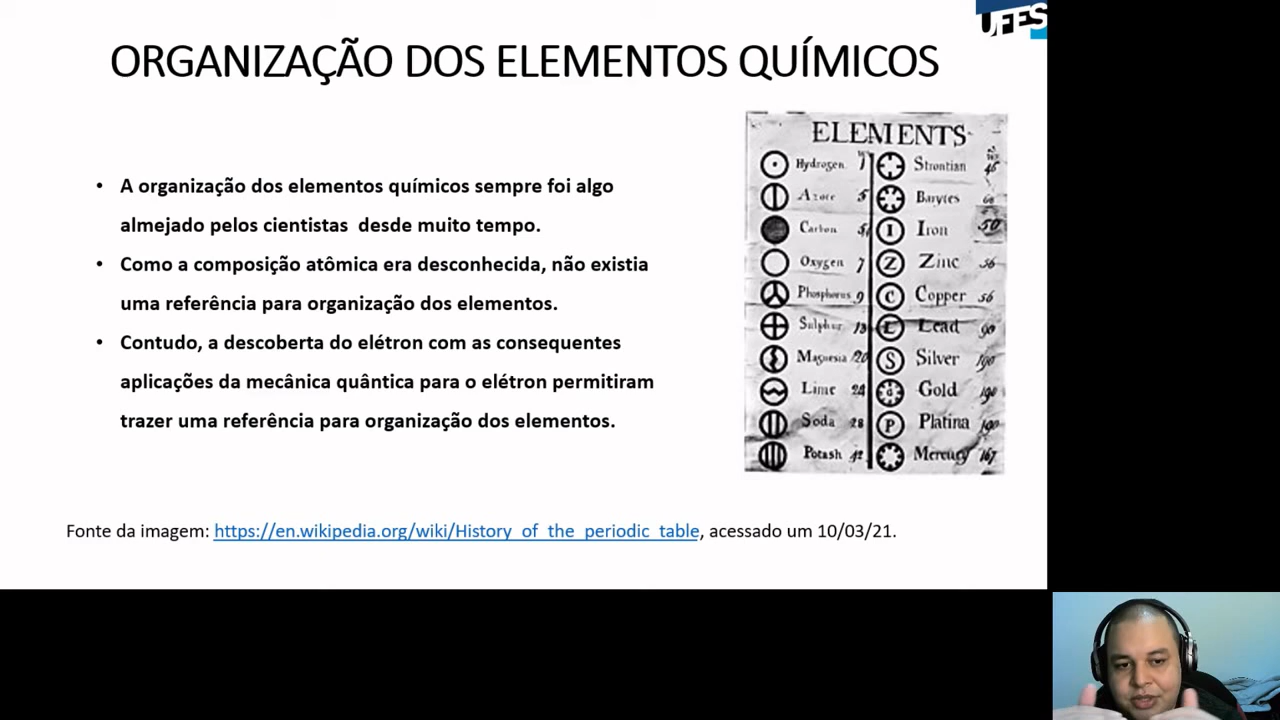 UFES
ORGANIZAÇÃO DOS ELEMENTOS QUÍMICOS
• A organização dos elementos químicos sempre foi algo
almejado pelos cientistas desde muito tempo.
• Como a composição atômica era desconhecida, não existia
uma referência para organização dos elementos.
• Contudo, a descoberta do elétron com as consequentes
aplicações da mecânica quântica para o elétron permitiram
trazer uma referência para organização dos elementos.
ELEMENTS
Hydrogen Strontian 46
Azote 5 Barytes
Carbon I Iron 50
Oxygen 7 Z Zinc 56
Phosphorus 9 C Copper 56
Sulphur 13 L Lead 90
Magnesia 20 S Silver 190
Lime 24 Gold 190
Soda 28 P Platina 190
Potash 42 Mercury 167
Fonte da imagem: https://en.wikipedia.org/wiki/History_of_the_periodic_table, acessado um 10/03/21.